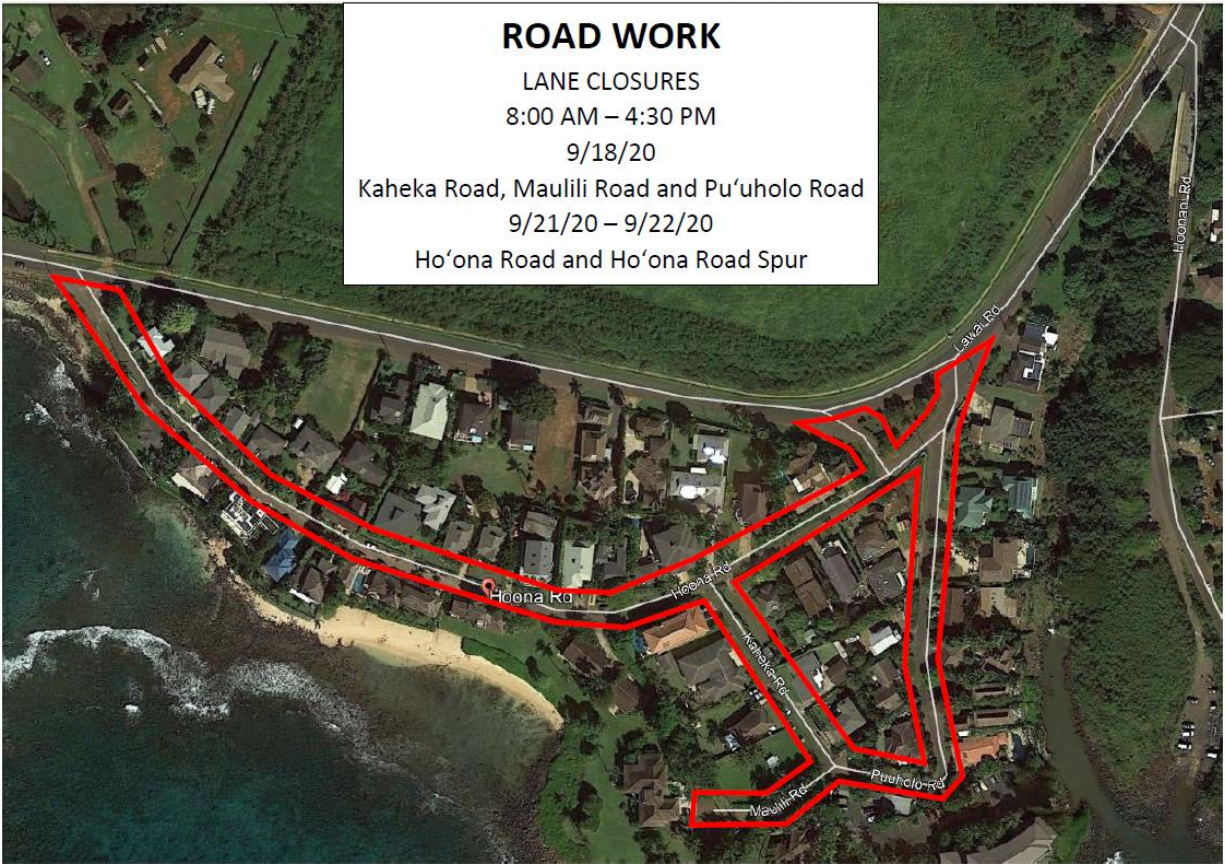 ROAD WORK
LANE CLOSURES
8:00 AM – 4:30 PM
9/18/20
Kaheka Road, Maulili Road and Puʻuholo Road
9/21/20 – 9/22/20
Hoʻona Road and Hoʻona Road Spur
Hoonani Rd
Lawai Rd
Hoona Rd
Hoona Rd
Kaheka Rd
Puuholo Rd
Maulili Rd